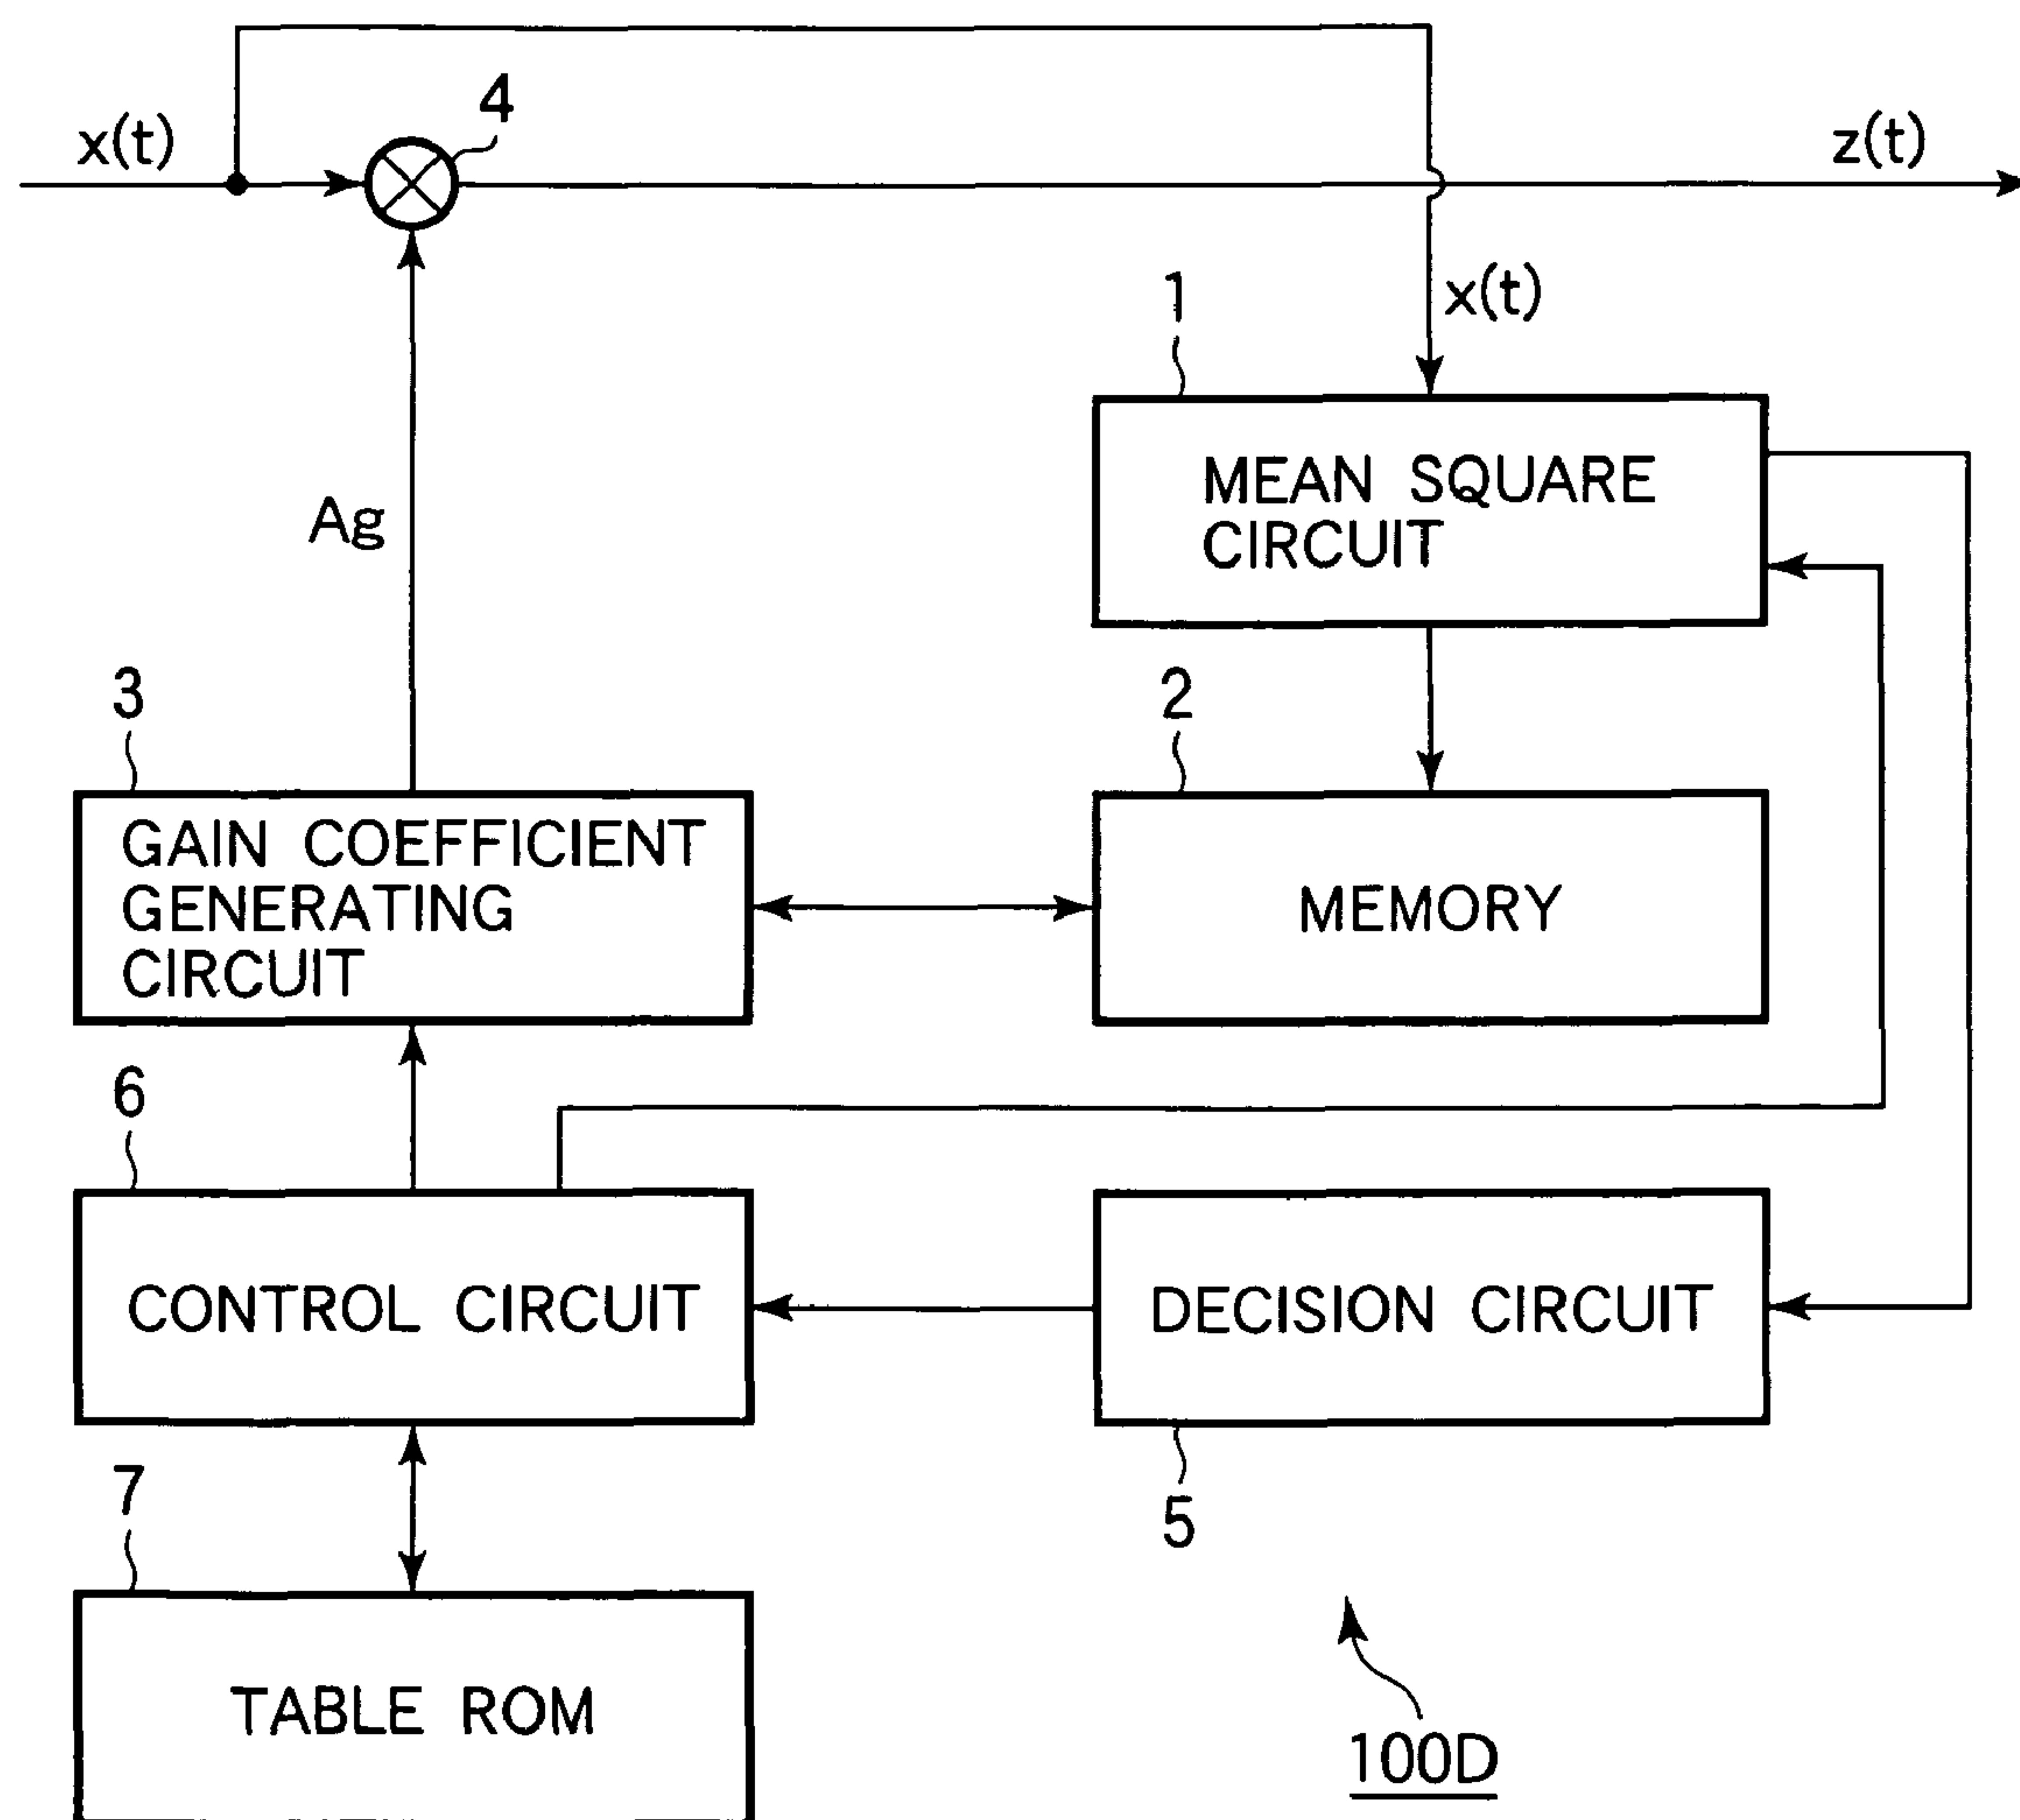 4
x(t)
z(t)
1
x(t)
MEAN SQUARE
CIRCUIT
Ag
3
2
GAIN COEFFICIENT
GENERATING
CIRCUIT
MEMORY
6
CONTROL CIRCUIT
DECISION CIRCUIT
7
5
TABLE ROM
100D